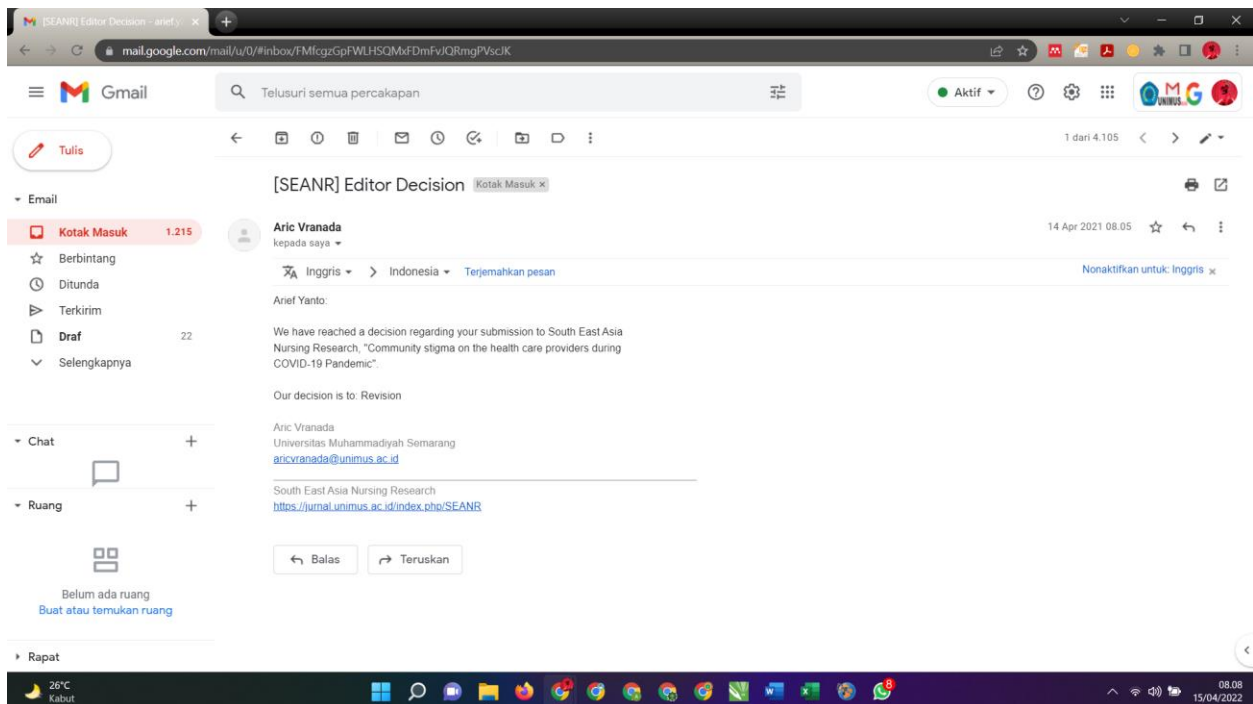 [SEANR] Editor Decision - arief.y
mail.google.com/mail/u/0/#inbox/FMfcgzGpFWLHSQMxFDmFvJQRmgPVscJK
Gmail
Telusuri semua percakapan
Aktif
UNIMUS
Tulis
1 dari 4.105
[SEANR] Editor Decision Kotak Masuk ×
Email
Kotak Masuk 1.215
Berbintang
Ditunda
Terkirim
Draf 22
Selengkapnya
Aric Vranada 14 Apr 2021 08.05
kepada saya
Inggris > Indonesia Terjemahkan pesan Nonaktifkan untuk: Inggris ×
Arief Yanto:
We have reached a decision regarding your submission to South East Asia
Nursing Research, "Community stigma on the health care providers during
COVID-19 Pandemic".
Our decision is to: Revision
Aric Vranada
Universitas Muhammadiyah Semarang
aricvranada@unimus.ac.id
South East Asia Nursing Research
https://jurnal.unimus.ac.id/index.php/SEANR
Balas Teruskan
Chat
Ruang
Belum ada ruang
Buat atau temukan ruang
Rapat
26°C
Kabut
8
08.08
15/04/2022